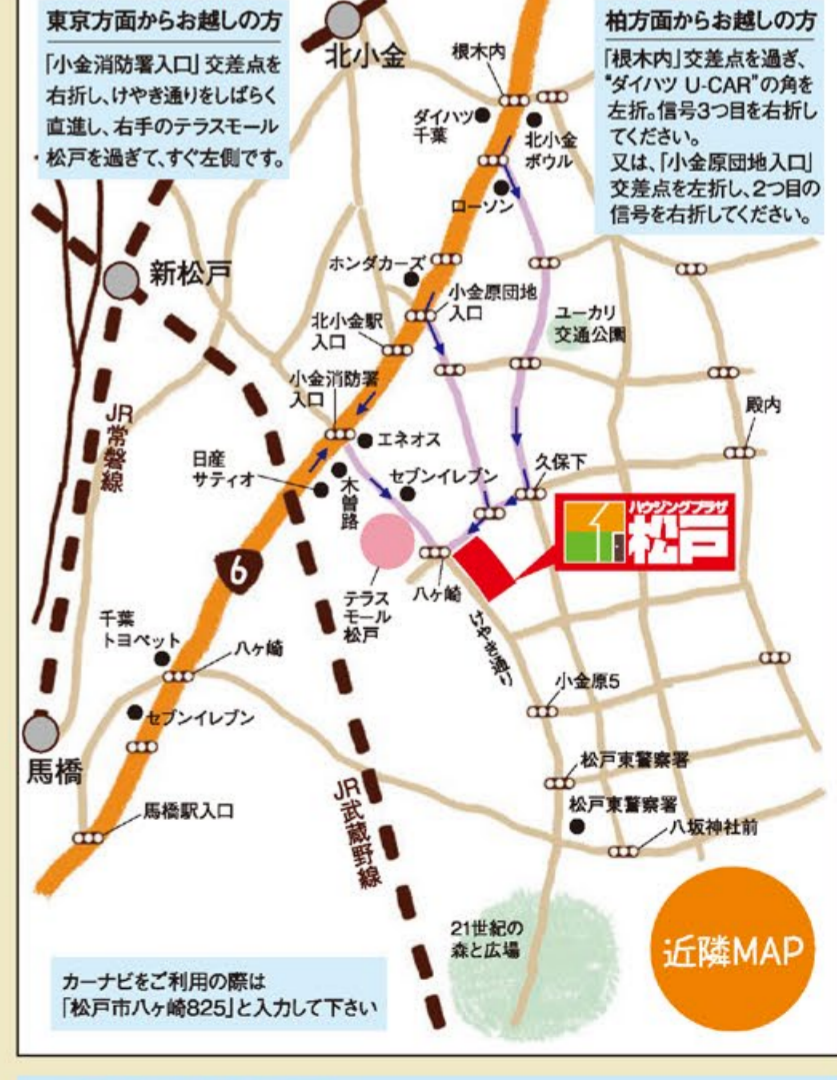 東京方面からお越しの方
「小金消防署入口」交差点を
右折し、けやき通りをしばらく
直進し、右手のテラスモール
松戸を過ぎて、すぐ左側です。
柏方面からお越しの方
「根木内」交差点を過ぎ、
“ダイハツ U-CAR”の角を
左折。信号3つ目を右折し
てください。
又は、「小金原団地入口」
交差点を左折し、2つ目の
信号を右折してください。
北小金
根木内
ダイハツ
千葉
北小金
ボウル
ローソン
新松戸
ホンダカーズ
小金原団地
入口
北小金駅
入口
ユーカリ
交通公園
小金消防署
入口
JR常磐線
エネオス
殿内
日産
サティオ
木曽路
セブンイレブン
久保下
ハウジングプラザ
松戸
6
テラス
モール
松戸
八ヶ崎
けやき通り
千葉
トヨペット
八ヶ崎
小金原5
セブンイレブン
馬橋
松戸東警察署
松戸東警察署
馬橋駅入口
八坂神社前
JR武蔵野線
21世紀の
森と広場
近隣MAP
カーナビをご利用の際は
「松戸市八ヶ崎825」と入力して下さい